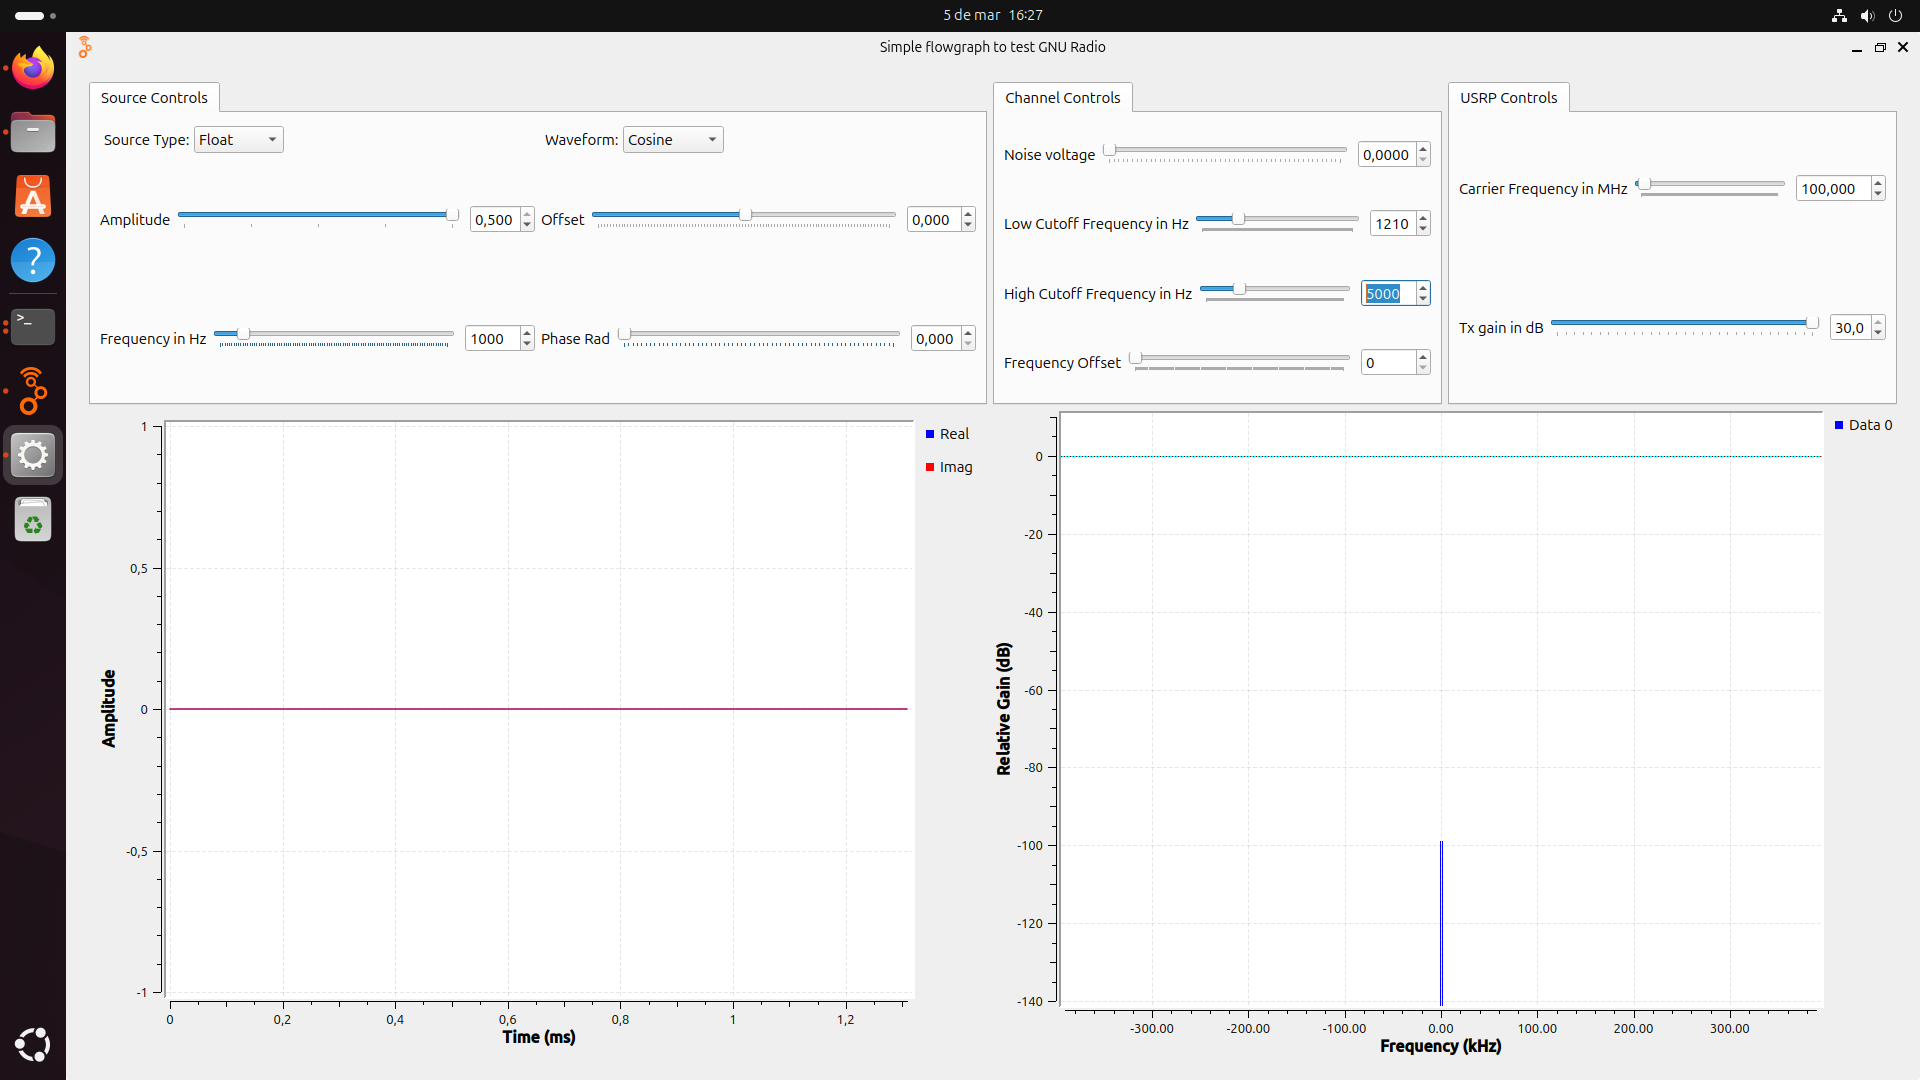 5 de mar 16:27
Simple flowgraph to test GNU Radio
Source Controls
Source Type: Float
Waveform: Cosine
Amplitude 0,500
Offset 0,000
Frequency in Hz 1000
Phase Rad 0,000
Channel Controls
Noise voltage 0,0000
Low Cutoff Frequency in Hz 1210
High Cutoff Frequency in Hz 5000
Frequency Offset 0
USRP Controls
Carrier Frequency in MHz 100,000
Tx gain in dB 30,0
Real
Imag
Amplitude
1
0,5
0
-0,5
-1
0 0,2 0,4 0,6 0,8 1 1,2
Time (ms)
Data 0
Relative Gain (dB)
0
-20
-40
-60
-80
-100
-120
-140
-300.00 -200.00 -100.00 0.00 100.00 200.00 300.00
Frequency (kHz)